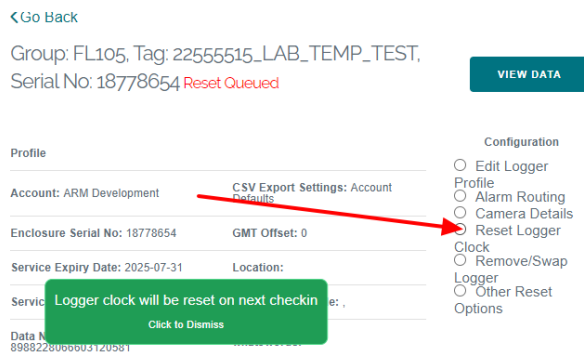 Go Back
Group: FL105, Tag: 22555515_LAB_TEMP_TEST,
Serial No: 18778654 Reset Queued
VIEW DATA
Profile
Account: ARM Development
CSV Export Settings: Account
Defaults
Enclosure Serial No: 18778654
GMT Offset: 0
Service Expiry Date: 2025-07-31
Location:
Servic
e: ,
Logger clock will be reset on next checkin
Click to Dismiss
Data N
8988228066603120581
Configuration
Edit Logger
Profile
Alarm Routing
Camera Details
Reset Logger
Clock
Remove/Swap
Logger
Other Reset
Options